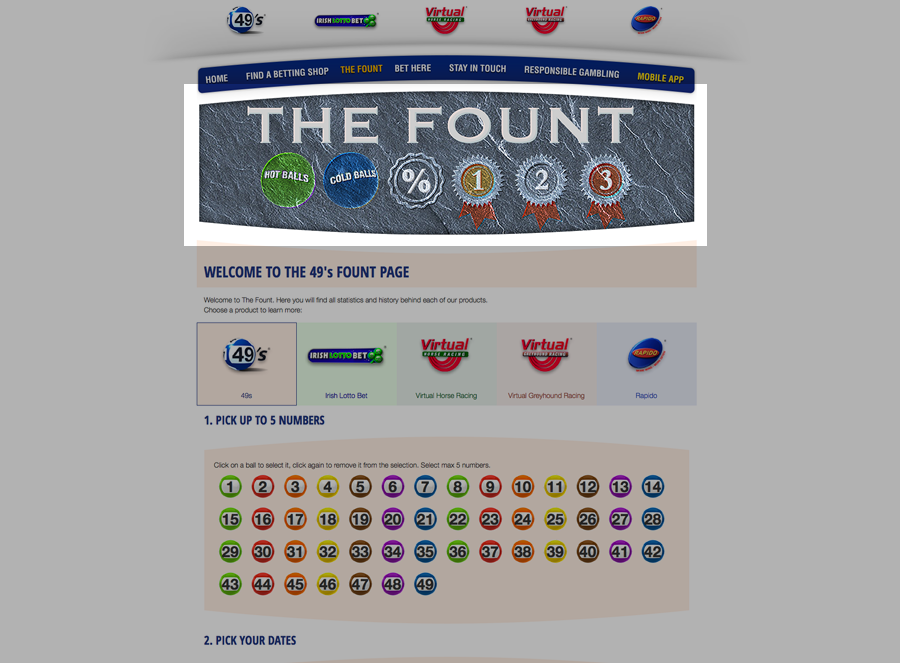 49's
IRISH LOTTO BET
Virtual
HORSE RACING
Virtual
GREYHOUND RACING
RAPIDO
HOME FIND A BETTING SHOP THE FOUNT BET HERE STAY IN TOUCH RESPONSIBLE GAMBLING MOBILE APP
THE FOUNT
HOT BALLS COLD BALLS % 1 2 3
WELCOME TO THE 49's FOUNT PAGE
Welcome to The Fount. Here you will find all statistics and history behind each of our products.
Choose a product to learn more:
49's
IRISH LOTTO BET
Virtual
HORSE RACING
Virtual
GREYHOUND RACING
RAPIDO
49s Irish Lotto Bet Virtual Horse Racing Virtual Greyhound Racing Rapido
1. PICK UP TO 5 NUMBERS
Click on a ball to select it, click again to remove it from the selection. Select max 5 numbers.
1 2 3 4 5 6 7 8 9 10 11 12 13 14
15 16 17 18 19 20 21 22 23 24 25 26 27 28
29 30 31 32 33 34 35 36 37 38 39 40 41 42
43 44 45 46 47 48 49
2. PICK YOUR DATES